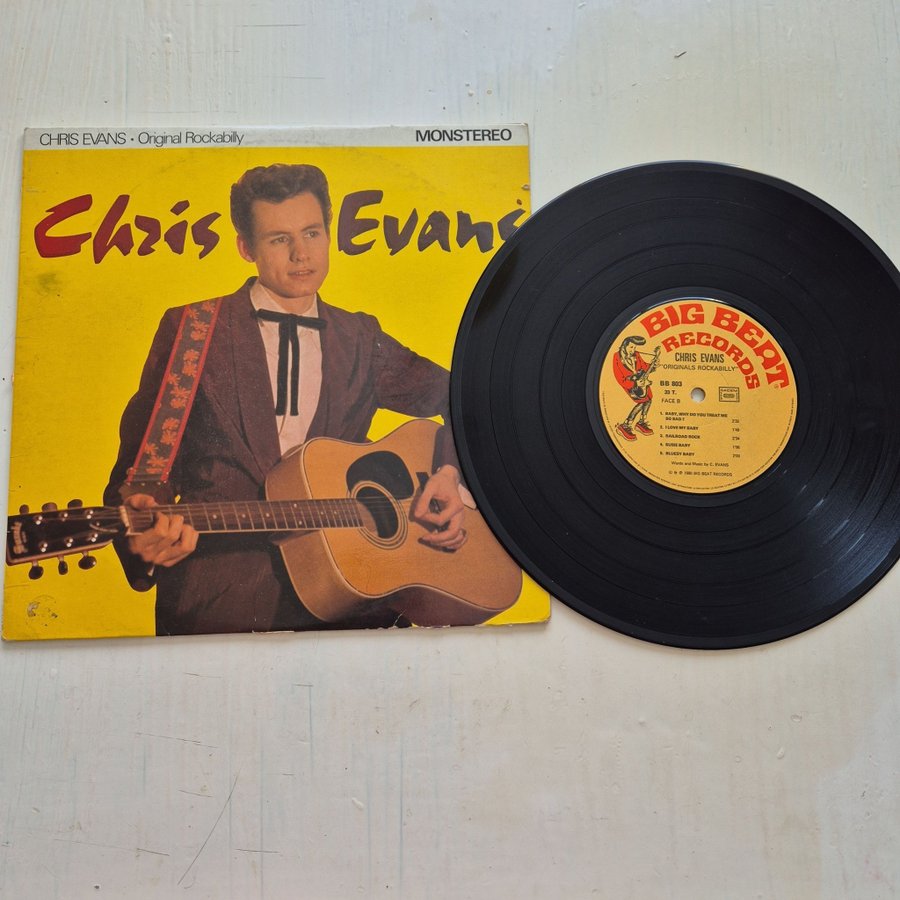 CHRIS EVANS • Original Rockabilly
MONSTEREO
Chris Evans
BIG BEAT
RECORDS
CHRIS EVANS
"ORIGINALS ROCKABILLY"
BB 803
33 T.
FACE B
SACEM
1. BABY, WHY DO YOU TREAT ME
SO BAD ?
2. I LOVE MY BABY
3. RAILROAD ROCK
4. SUSIE BABY
5. BLUESY BABY
Words and Music by C. EVANS
1980 BIG BEAT RECORDS